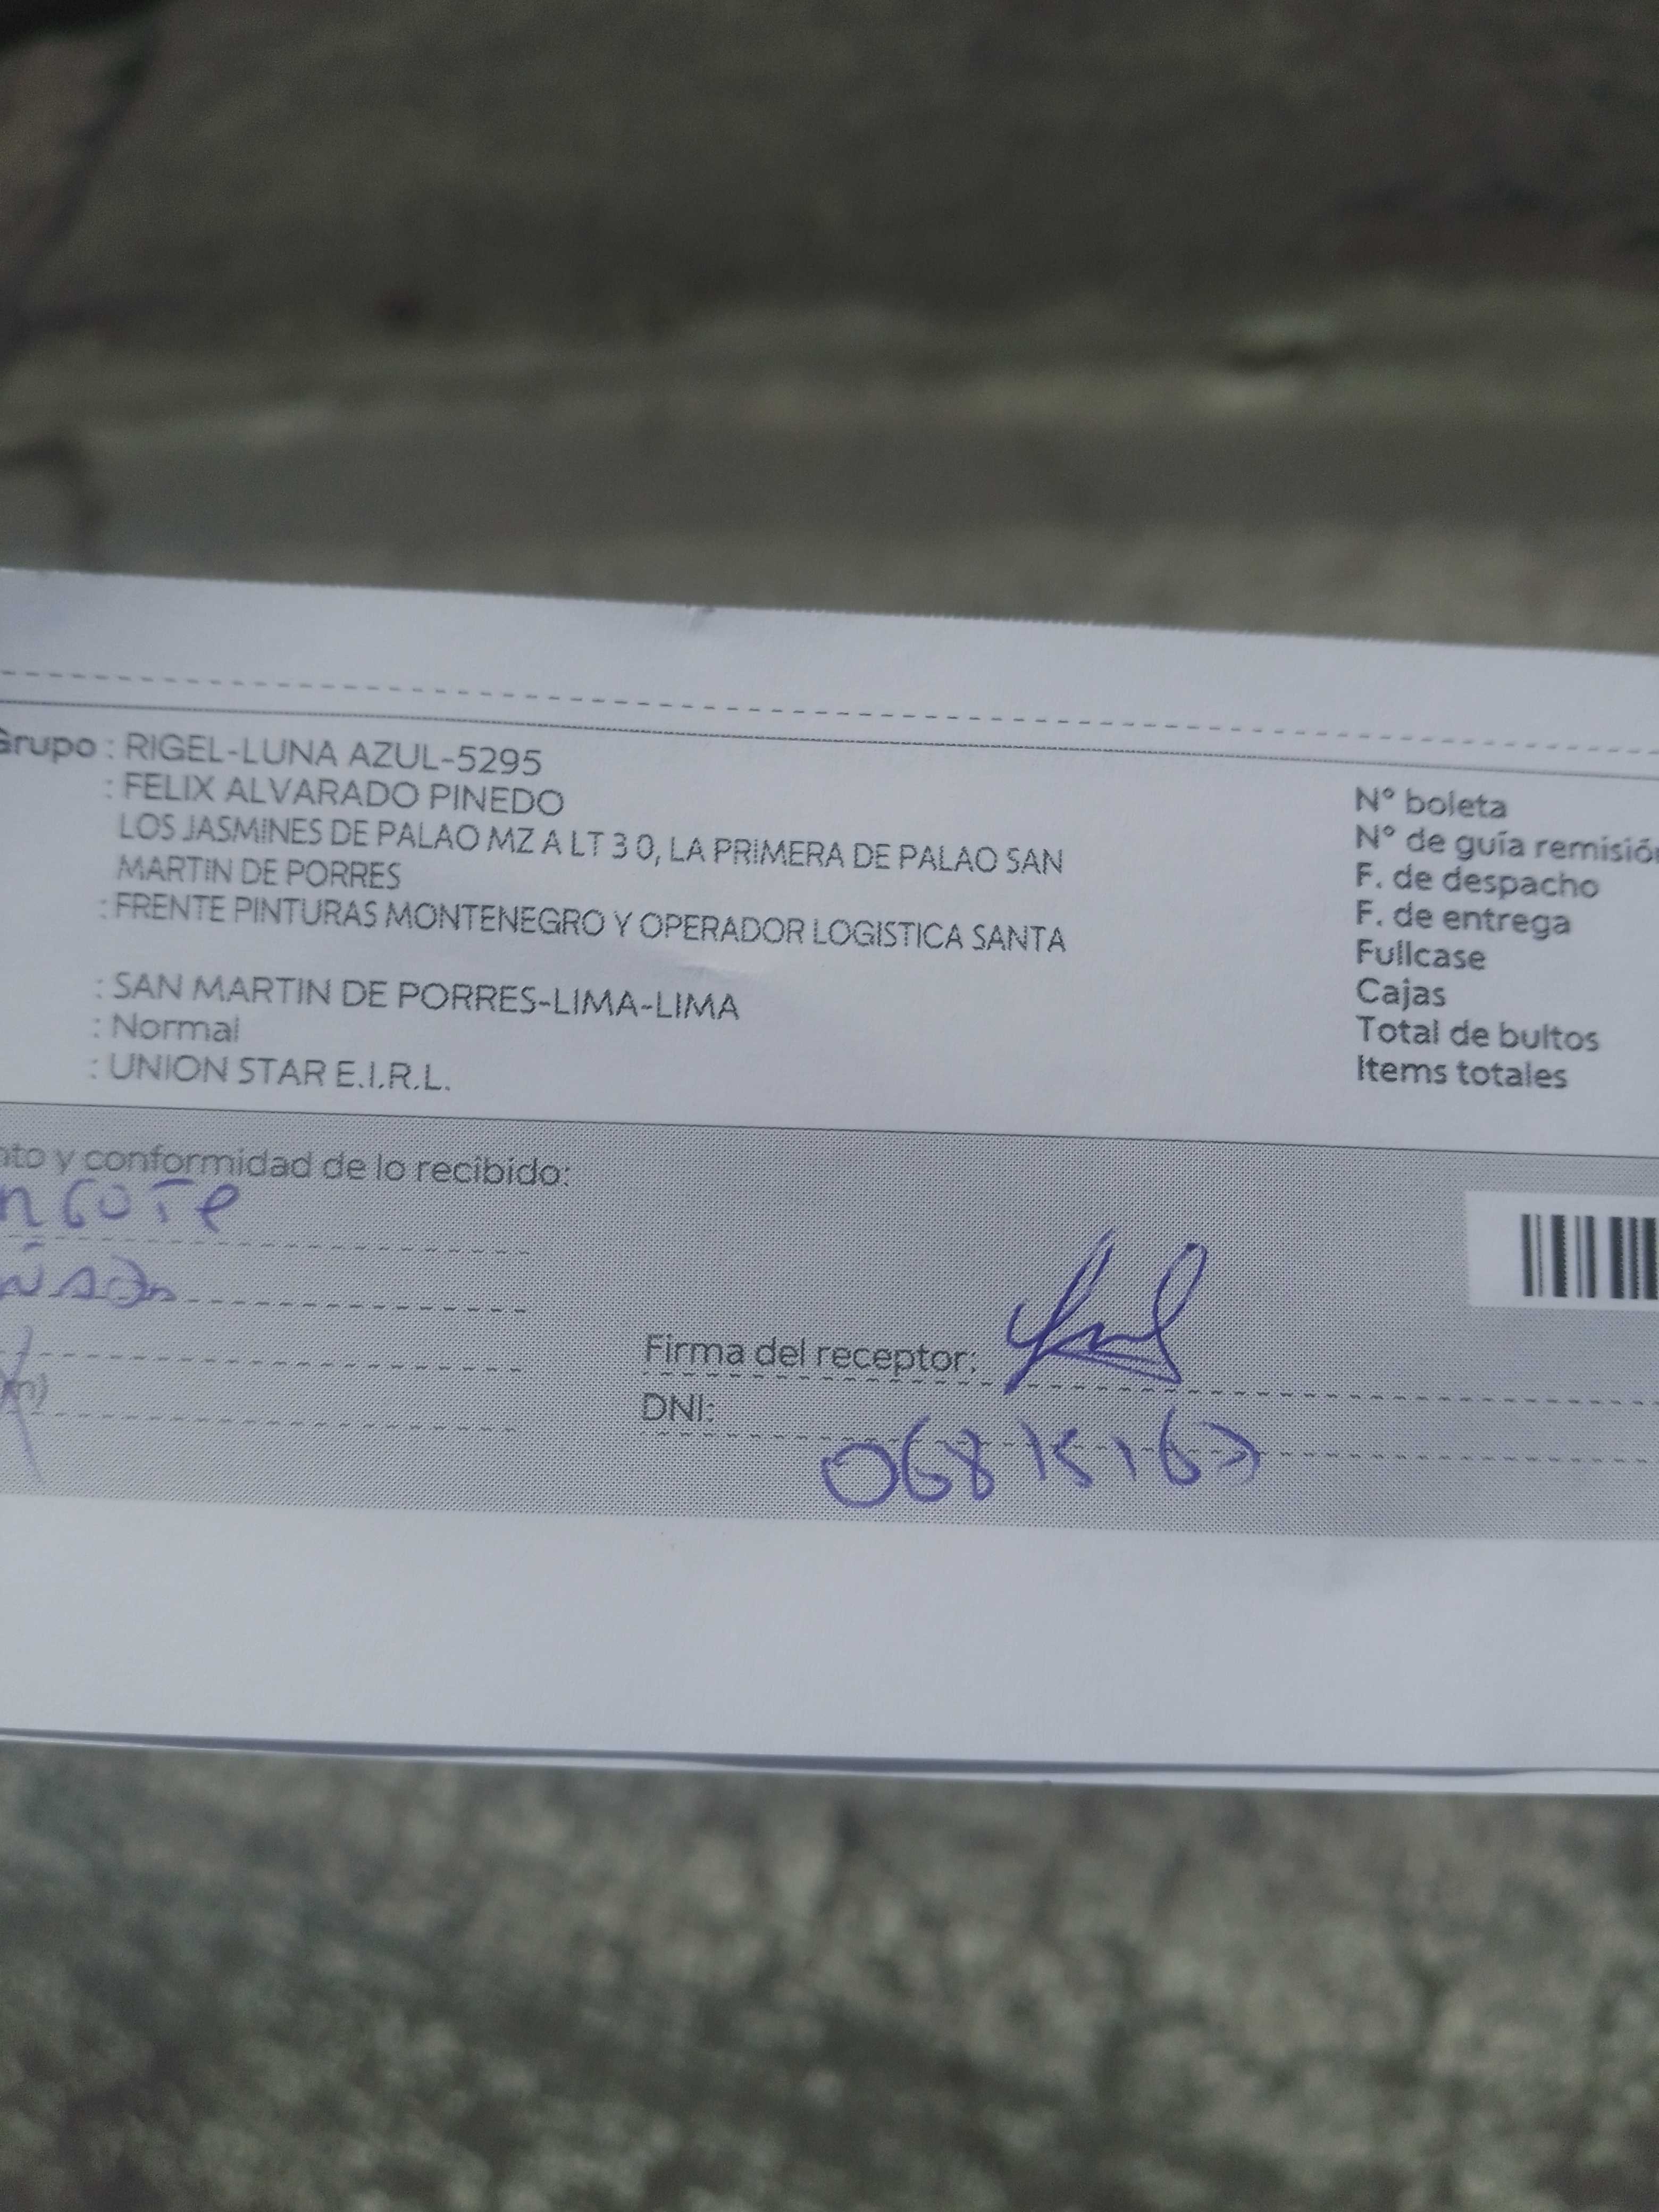 Grupo : RIGEL-LUNA AZUL-5295
: FELIX ALVARADO PINEDO
LOS JASMINES DE PALAO MZ A LT 3 0, LA PRIMERA DE PALAO SAN
MARTIN DE PORRES
: FRENTE PINTURAS MONTENEGRO Y OPERADOR LOGISTICA SANTA
: SAN MARTIN DE PORRES-LIMA-LIMA
: Normal
: UNION STAR E.I.R.L.
N° boleta
N° de guía remisión
F. de despacho
F. de entrega
Fullcase
Cajas
Total de bultos
Items totales
nto y conformidad de lo recibido:
Firma del receptor:
DNI: